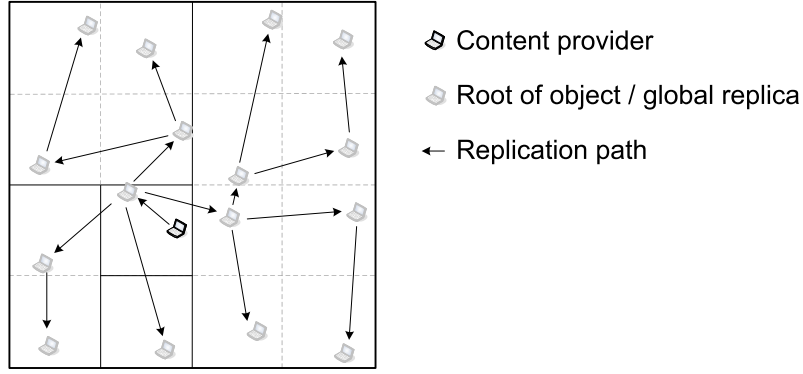 Content provider
Root of object / global replica
Replication path